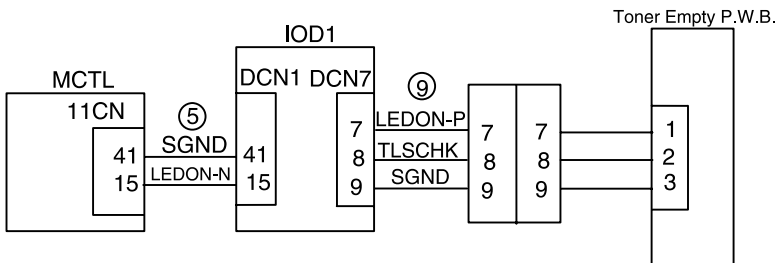 Toner Empty P.W.B.
IOD1
MCTL
DCN1 DCN7
11CN
⑤
⑨
SGND
LEDON-N
41
15
41
15
7
8
9
LEDON-P
TLSCHK
SGND
7
8
9
7
8
9
1
2
3